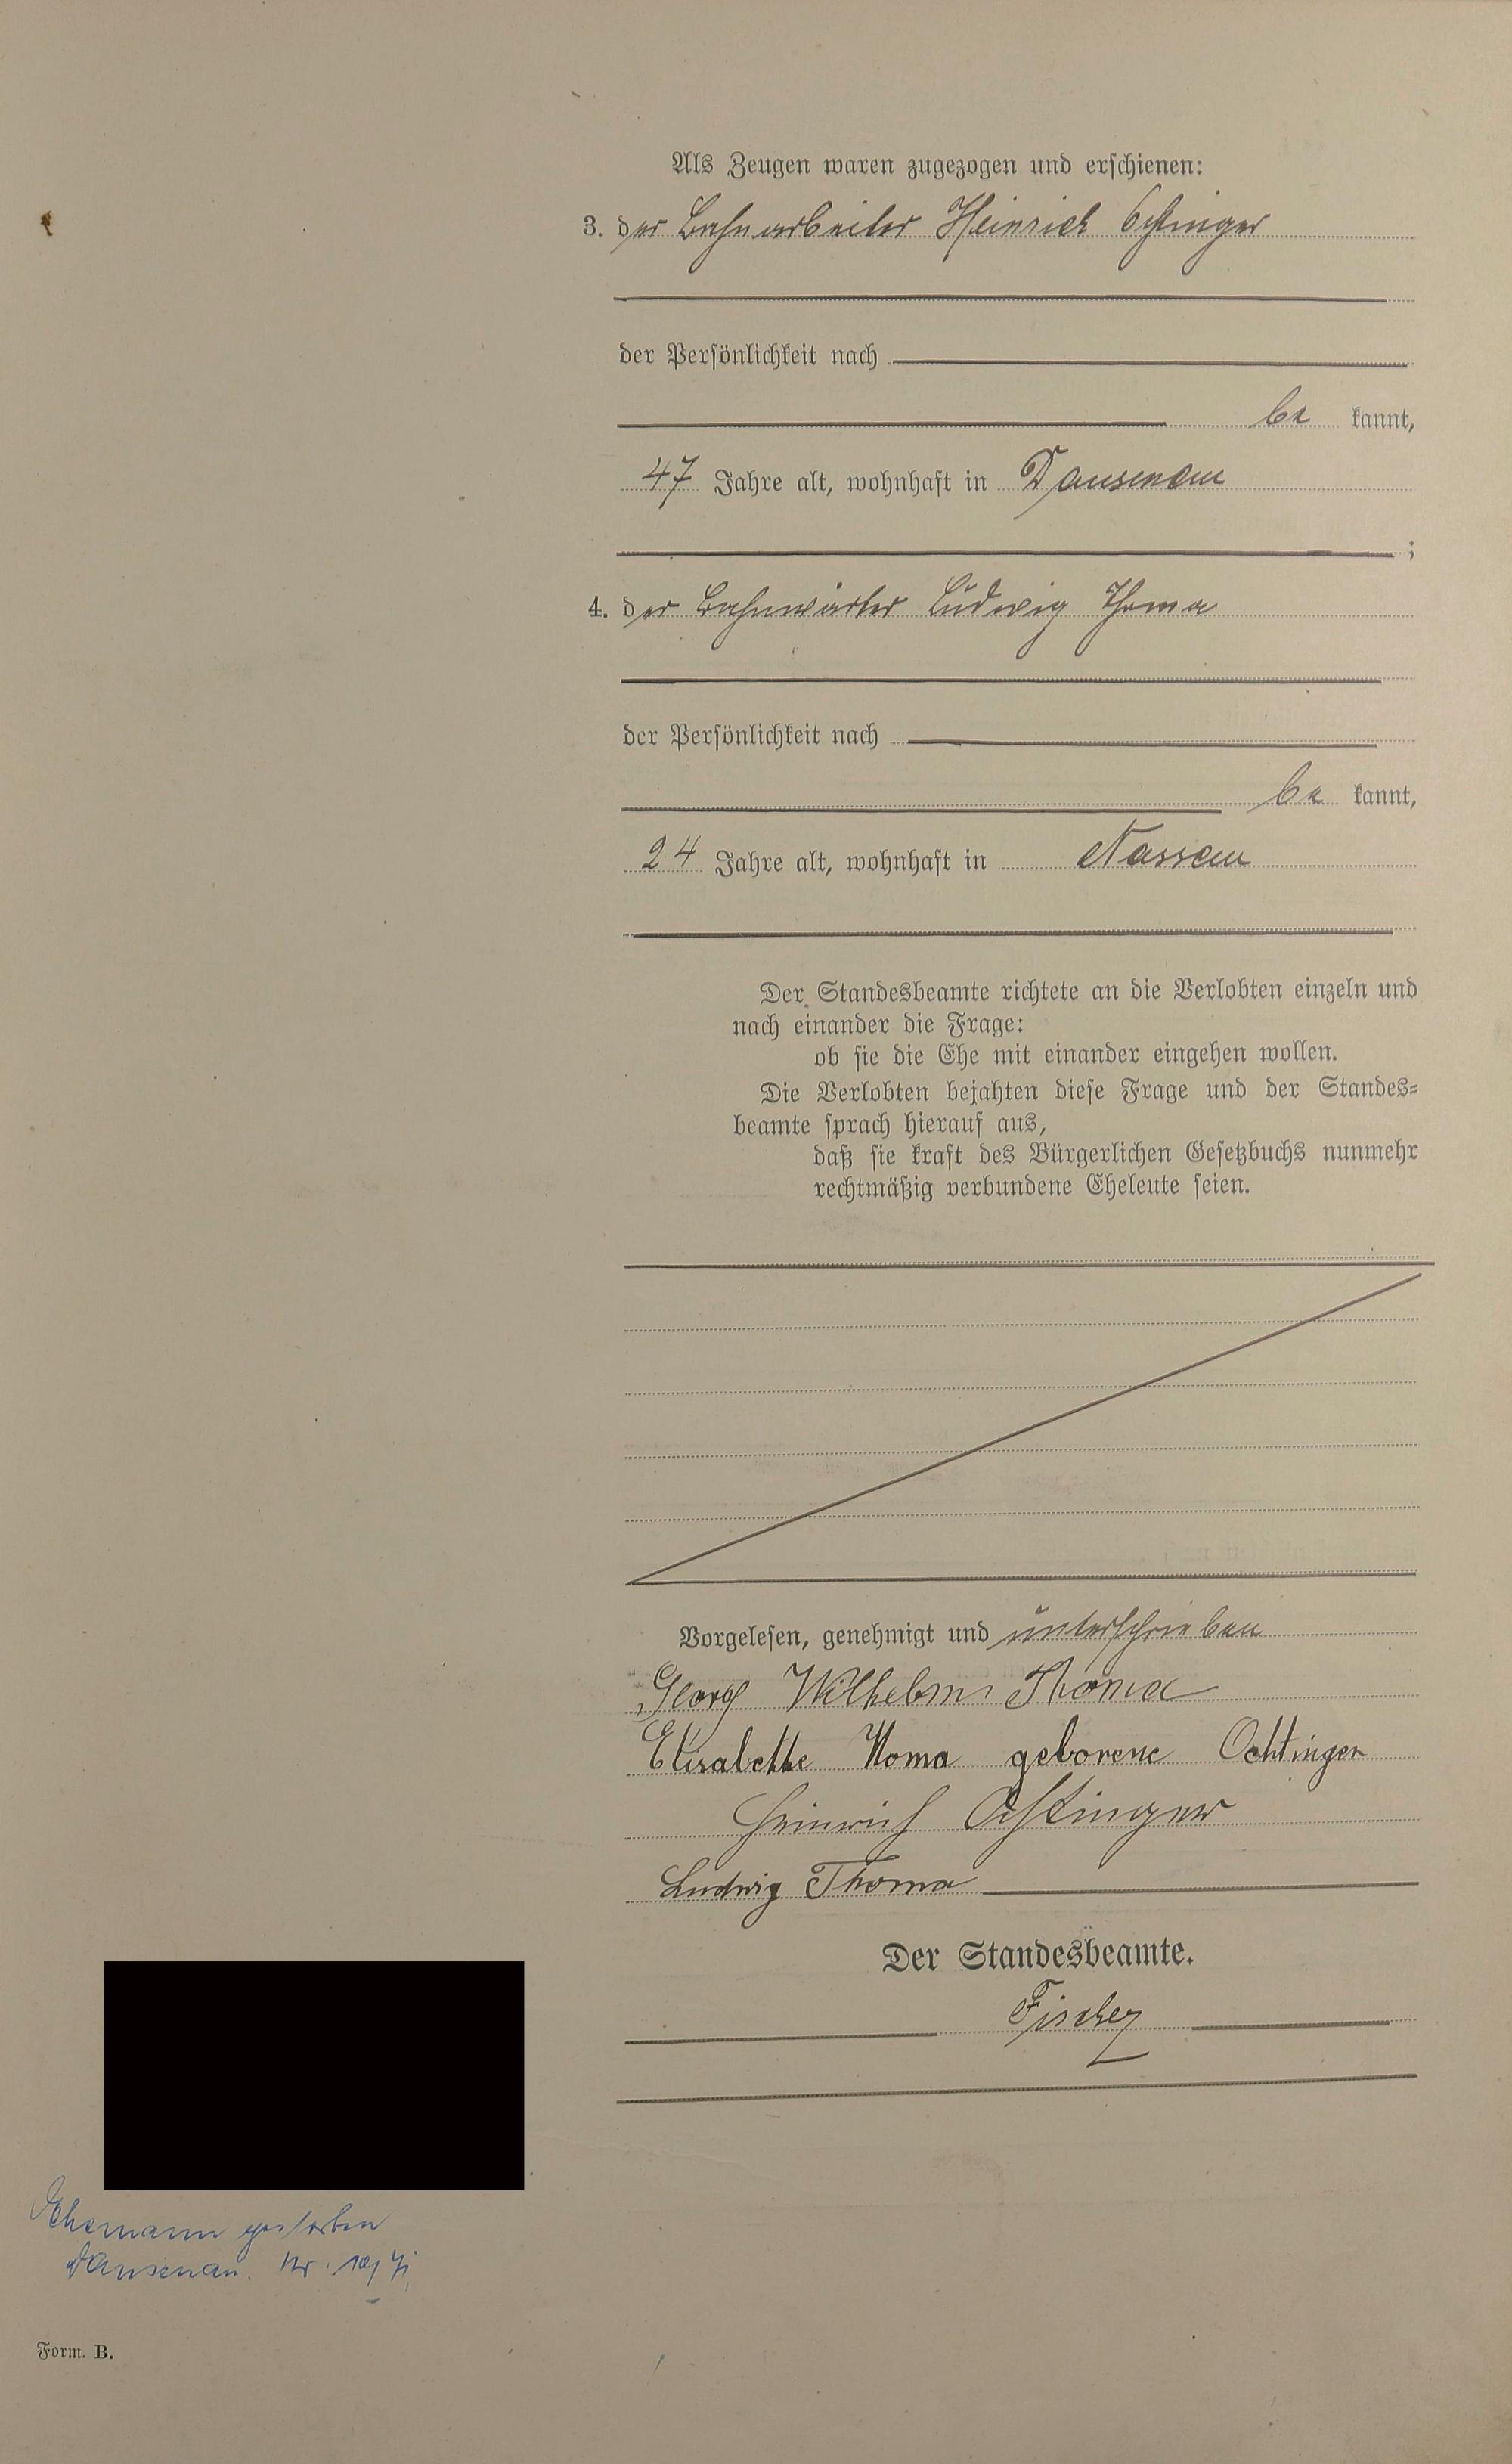 Als Zeugen waren zugezogen und erschienen:
3. der Bahnarbeiter Heinrich Ochtinger
der Persönlichkeit nach
be kannt,
47 Jahre alt, wohnhaft in Dausenau
;
4. der Bahnwärter Ludwig Thoma
der Persönlichkeit nach
be kannt,
24 Jahre alt, wohnhaft in Nassau
Der Standesbeamte richtete an die Verlobten einzeln und
nach einander die Frage:
ob sie die Ehe mit einander eingehen wollen.
Die Verlobten bejahten diese Frage und der Standes-
beamte sprach hierauf aus,
daß sie kraft des Bürgerlichen Gesetzbuchs nunmehr
rechtmäßig verbundene Eheleute seien.
Vorgelesen, genehmigt und unterschrieben
Georg Wilhelm Thoma
Elisabethe Thoma geborene Ochtinger
Heinrich Ochtinger
Ludwig Thoma
Der Standesbeamte.
Fischer
Ehemann gestorben
Dausenau Nr.
Form. B.